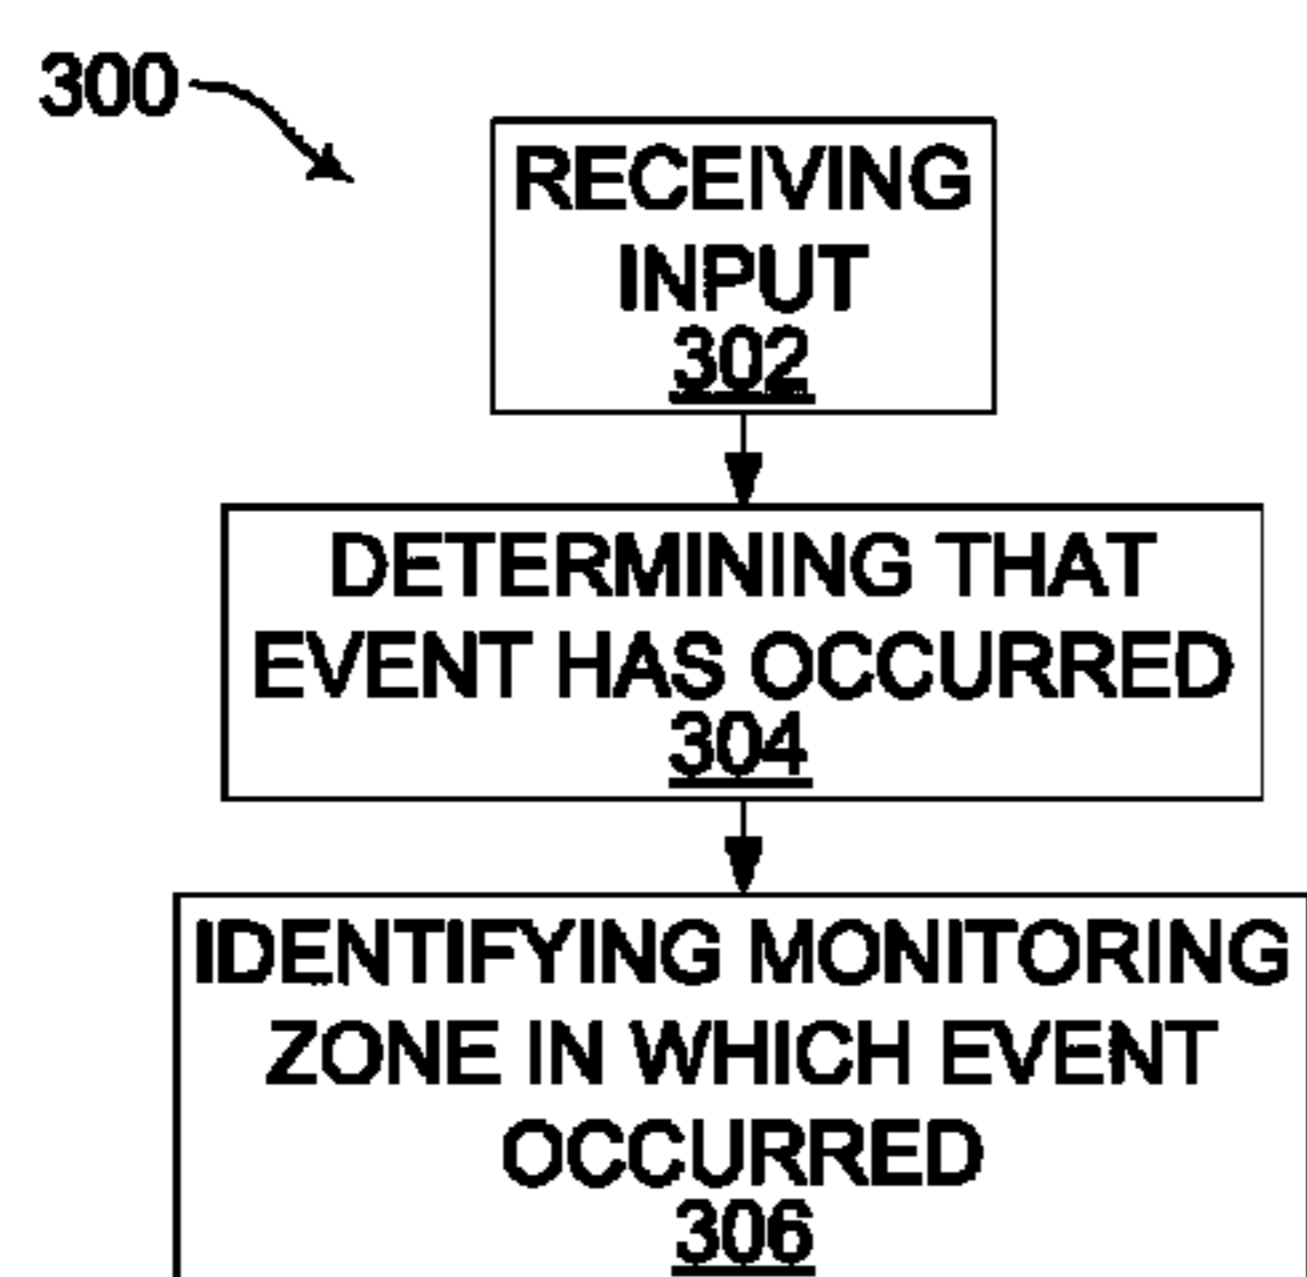 300
RECEIVING
INPUT
302
DETERMINING THAT
EVENT HAS OCCURRED
304
IDENTIFYING MONITORING
ZONE IN WHICH EVENT
OCCURRED
306